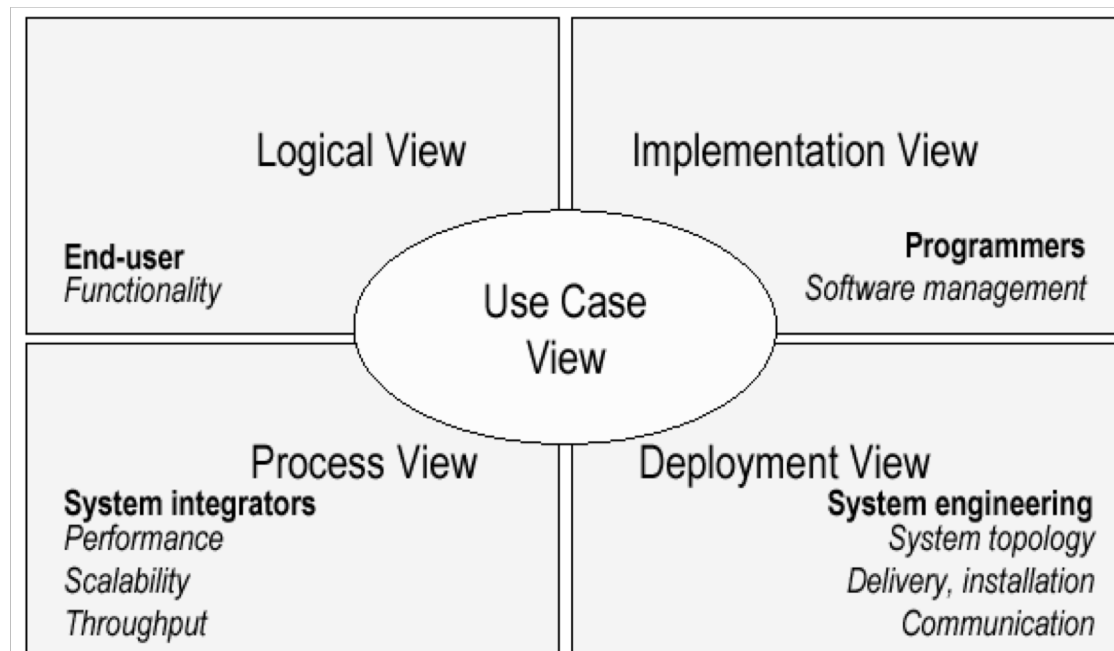 Logical View
End-user
Functionality
Implementation View
Programmers
Software management
Use Case
View
Process View
System integrators
Performance
Scalability
Throughput
Deployment View
System engineering
System topology
Delivery, installation
Communication